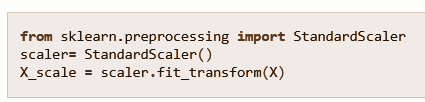 from sklearn.preprocessing import StandardScaler
scaler= StandardScaler()
X_scale = scaler.fit_transform(X)